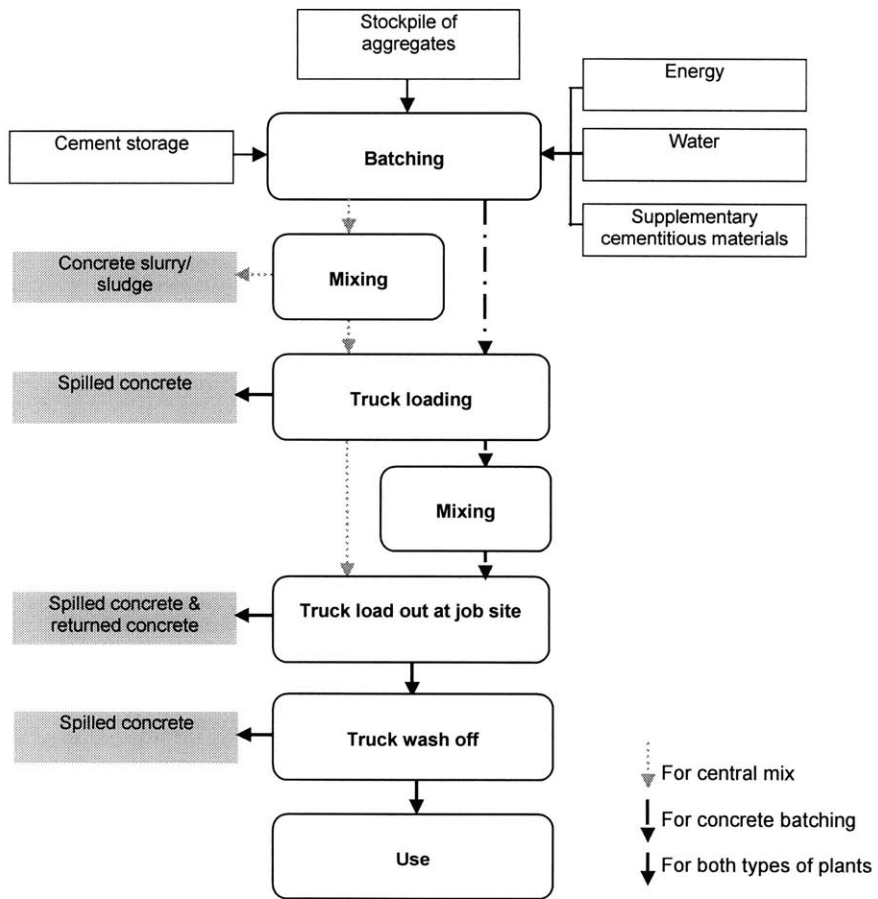 Stockpile of
aggregates
Energy
Cement storage
Batching
Water
Supplementary
cementitious materials
Concrete slurry/
sludge
Mixing
Spilled concrete
Truck loading
Mixing
Spilled concrete &
returned concrete
Truck load out at job site
Spilled concrete
Truck wash off
For central mix
For concrete batching
Use
For both types of plants